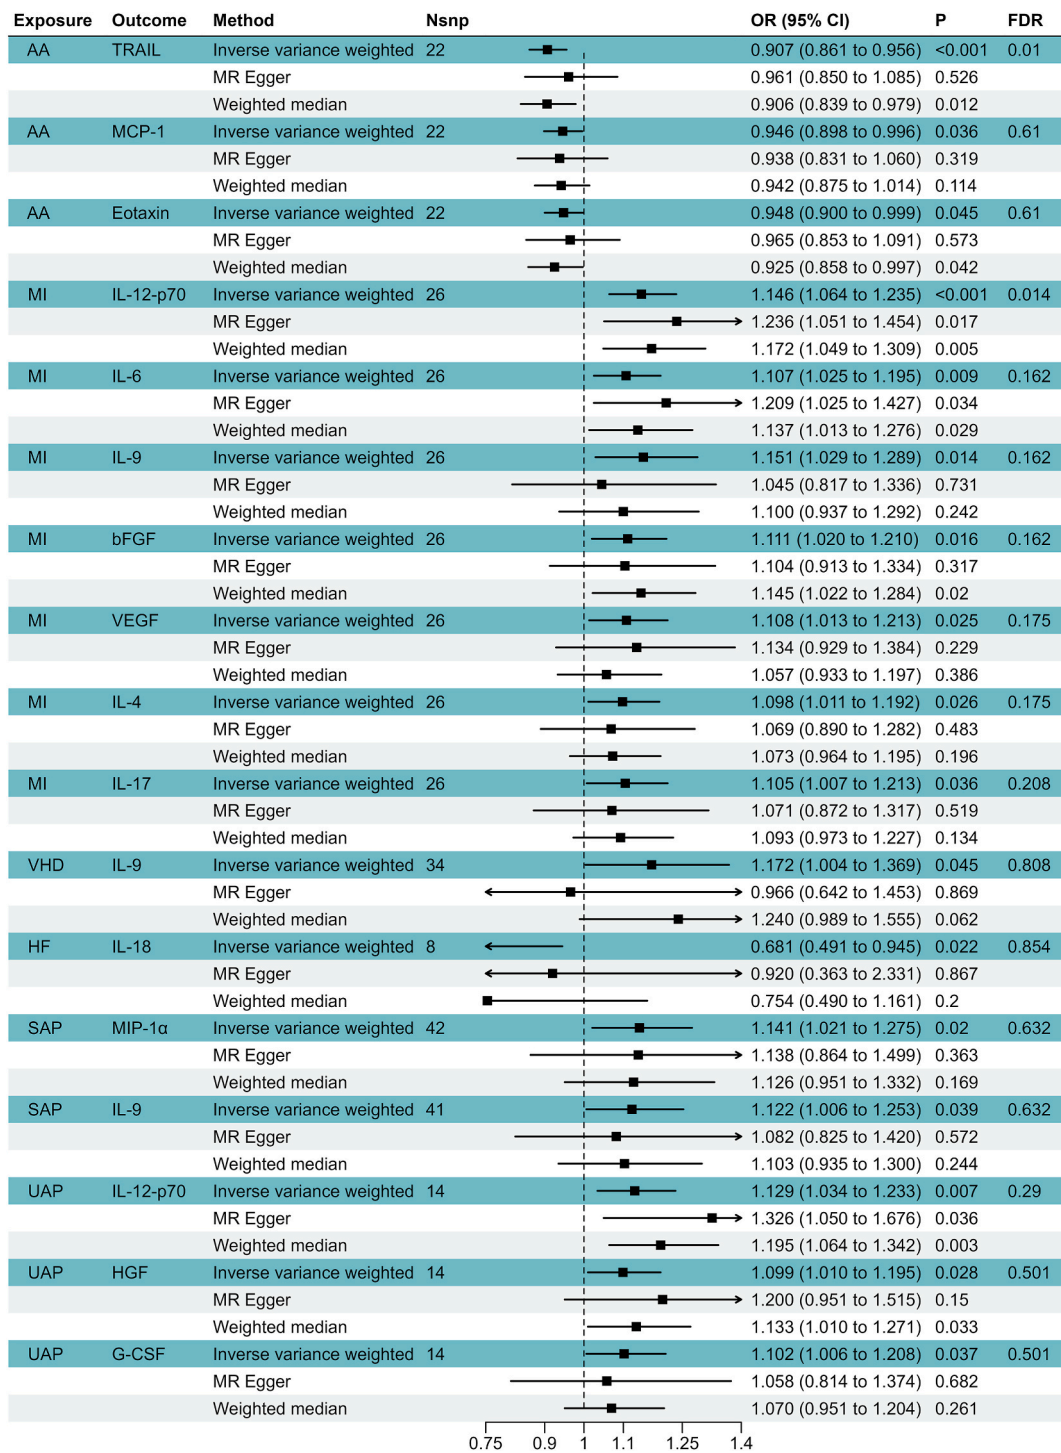 Exposure Outcome Method Nsnp OR (95% CI) P FDR
AA TRAIL Inverse variance weighted 22 0.907 (0.861 to 0.956) <0.001 0.01
MR Egger 0.961 (0.850 to 1.085) 0.526
Weighted median 0.906 (0.839 to 0.979) 0.012
AA MCP-1 Inverse variance weighted 22 0.946 (0.898 to 0.996) 0.036 0.61
MR Egger 0.938 (0.831 to 1.060) 0.319
Weighted median 0.942 (0.875 to 1.014) 0.114
AA Eotaxin Inverse variance weighted 22 0.948 (0.900 to 0.999) 0.045 0.61
MR Egger 0.965 (0.853 to 1.091) 0.573
Weighted median 0.925 (0.858 to 0.997) 0.042
MI IL-12-p70 Inverse variance weighted 26 1.146 (1.064 to 1.235) <0.001 0.014
MR Egger 1.236 (1.051 to 1.454) 0.017
Weighted median 1.172 (1.049 to 1.309) 0.005
MI IL-6 Inverse variance weighted 26 1.107 (1.025 to 1.195) 0.009 0.162
MR Egger 1.209 (1.025 to 1.427) 0.034
Weighted median 1.137 (1.013 to 1.276) 0.029
MI IL-9 Inverse variance weighted 26 1.151 (1.029 to 1.289) 0.014 0.162
MR Egger 1.045 (0.817 to 1.336) 0.731
Weighted median 1.100 (0.937 to 1.292) 0.242
MI bFGF Inverse variance weighted 26 1.111 (1.020 to 1.210) 0.016 0.162
MR Egger 1.104 (0.913 to 1.334) 0.317
Weighted median 1.145 (1.022 to 1.284) 0.02
MI VEGF Inverse variance weighted 26 1.108 (1.013 to 1.213) 0.025 0.175
MR Egger 1.134 (0.929 to 1.384) 0.229
Weighted median 1.057 (0.933 to 1.197) 0.386
MI IL-4 Inverse variance weighted 26 1.098 (1.011 to 1.192) 0.026 0.175
MR Egger 1.069 (0.890 to 1.282) 0.483
Weighted median 1.073 (0.964 to 1.195) 0.196
MI IL-17 Inverse variance weighted 26 1.105 (1.007 to 1.213) 0.036 0.208
MR Egger 1.071 (0.872 to 1.317) 0.519
Weighted median 1.093 (0.973 to 1.227) 0.134
VHD IL-9 Inverse variance weighted 34 1.172 (1.004 to 1.369) 0.045 0.808
MR Egger 0.966 (0.642 to 1.453) 0.869
Weighted median 1.240 (0.989 to 1.555) 0.062
HF IL-18 Inverse variance weighted 8 0.681 (0.491 to 0.945) 0.022 0.854
MR Egger 0.920 (0.363 to 2.331) 0.867
Weighted median 0.754 (0.490 to 1.161) 0.2
SAP MIP-1α Inverse variance weighted 42 1.141 (1.021 to 1.275) 0.02 0.632
MR Egger 1.138 (0.864 to 1.499) 0.363
Weighted median 1.126 (0.951 to 1.332) 0.169
SAP IL-9 Inverse variance weighted 41 1.122 (1.006 to 1.253) 0.039 0.632
MR Egger 1.082 (0.825 to 1.420) 0.572
Weighted median 1.103 (0.935 to 1.300) 0.244
UAP IL-12-p70 Inverse variance weighted 14 1.129 (1.034 to 1.233) 0.007 0.29
MR Egger 1.326 (1.050 to 1.676) 0.036
Weighted median 1.195 (1.064 to 1.342) 0.003
UAP HGF Inverse variance weighted 14 1.099 (1.010 to 1.195) 0.028 0.501
MR Egger 1.200 (0.951 to 1.515) 0.15
Weighted median 1.133 (1.010 to 1.271) 0.033
UAP G-CSF Inverse variance weighted 14 1.102 (1.006 to 1.208) 0.037 0.501
MR Egger 1.058 (0.814 to 1.374) 0.682
Weighted median 1.070 (0.951 to 1.204) 0.261
0.75 0.9 1 1.1 1.25 1.4